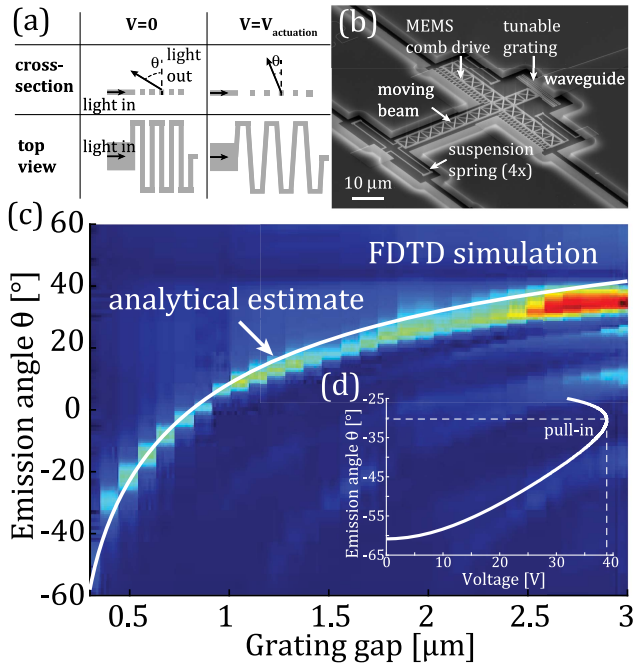 (a)
V=0
V=Vactuation
cross-
section
θ
light
out
light in
θ
top
view
light in
(b)
MEMS
comb drive
tunable
grating
waveguide
moving
beam
suspension
spring (4x)
10 μm
(c)
FDTD simulation
analytical estimate
Emission angle θ [°]
60
40
20
0
-20
-40
-60
0.5
1
1.5
2
2.5
3
Grating gap [μm]
(d)
pull-in
Emission angle θ [°]
-25
-35
-45
-55
-65
0
10
20
30
40
Voltage [V]